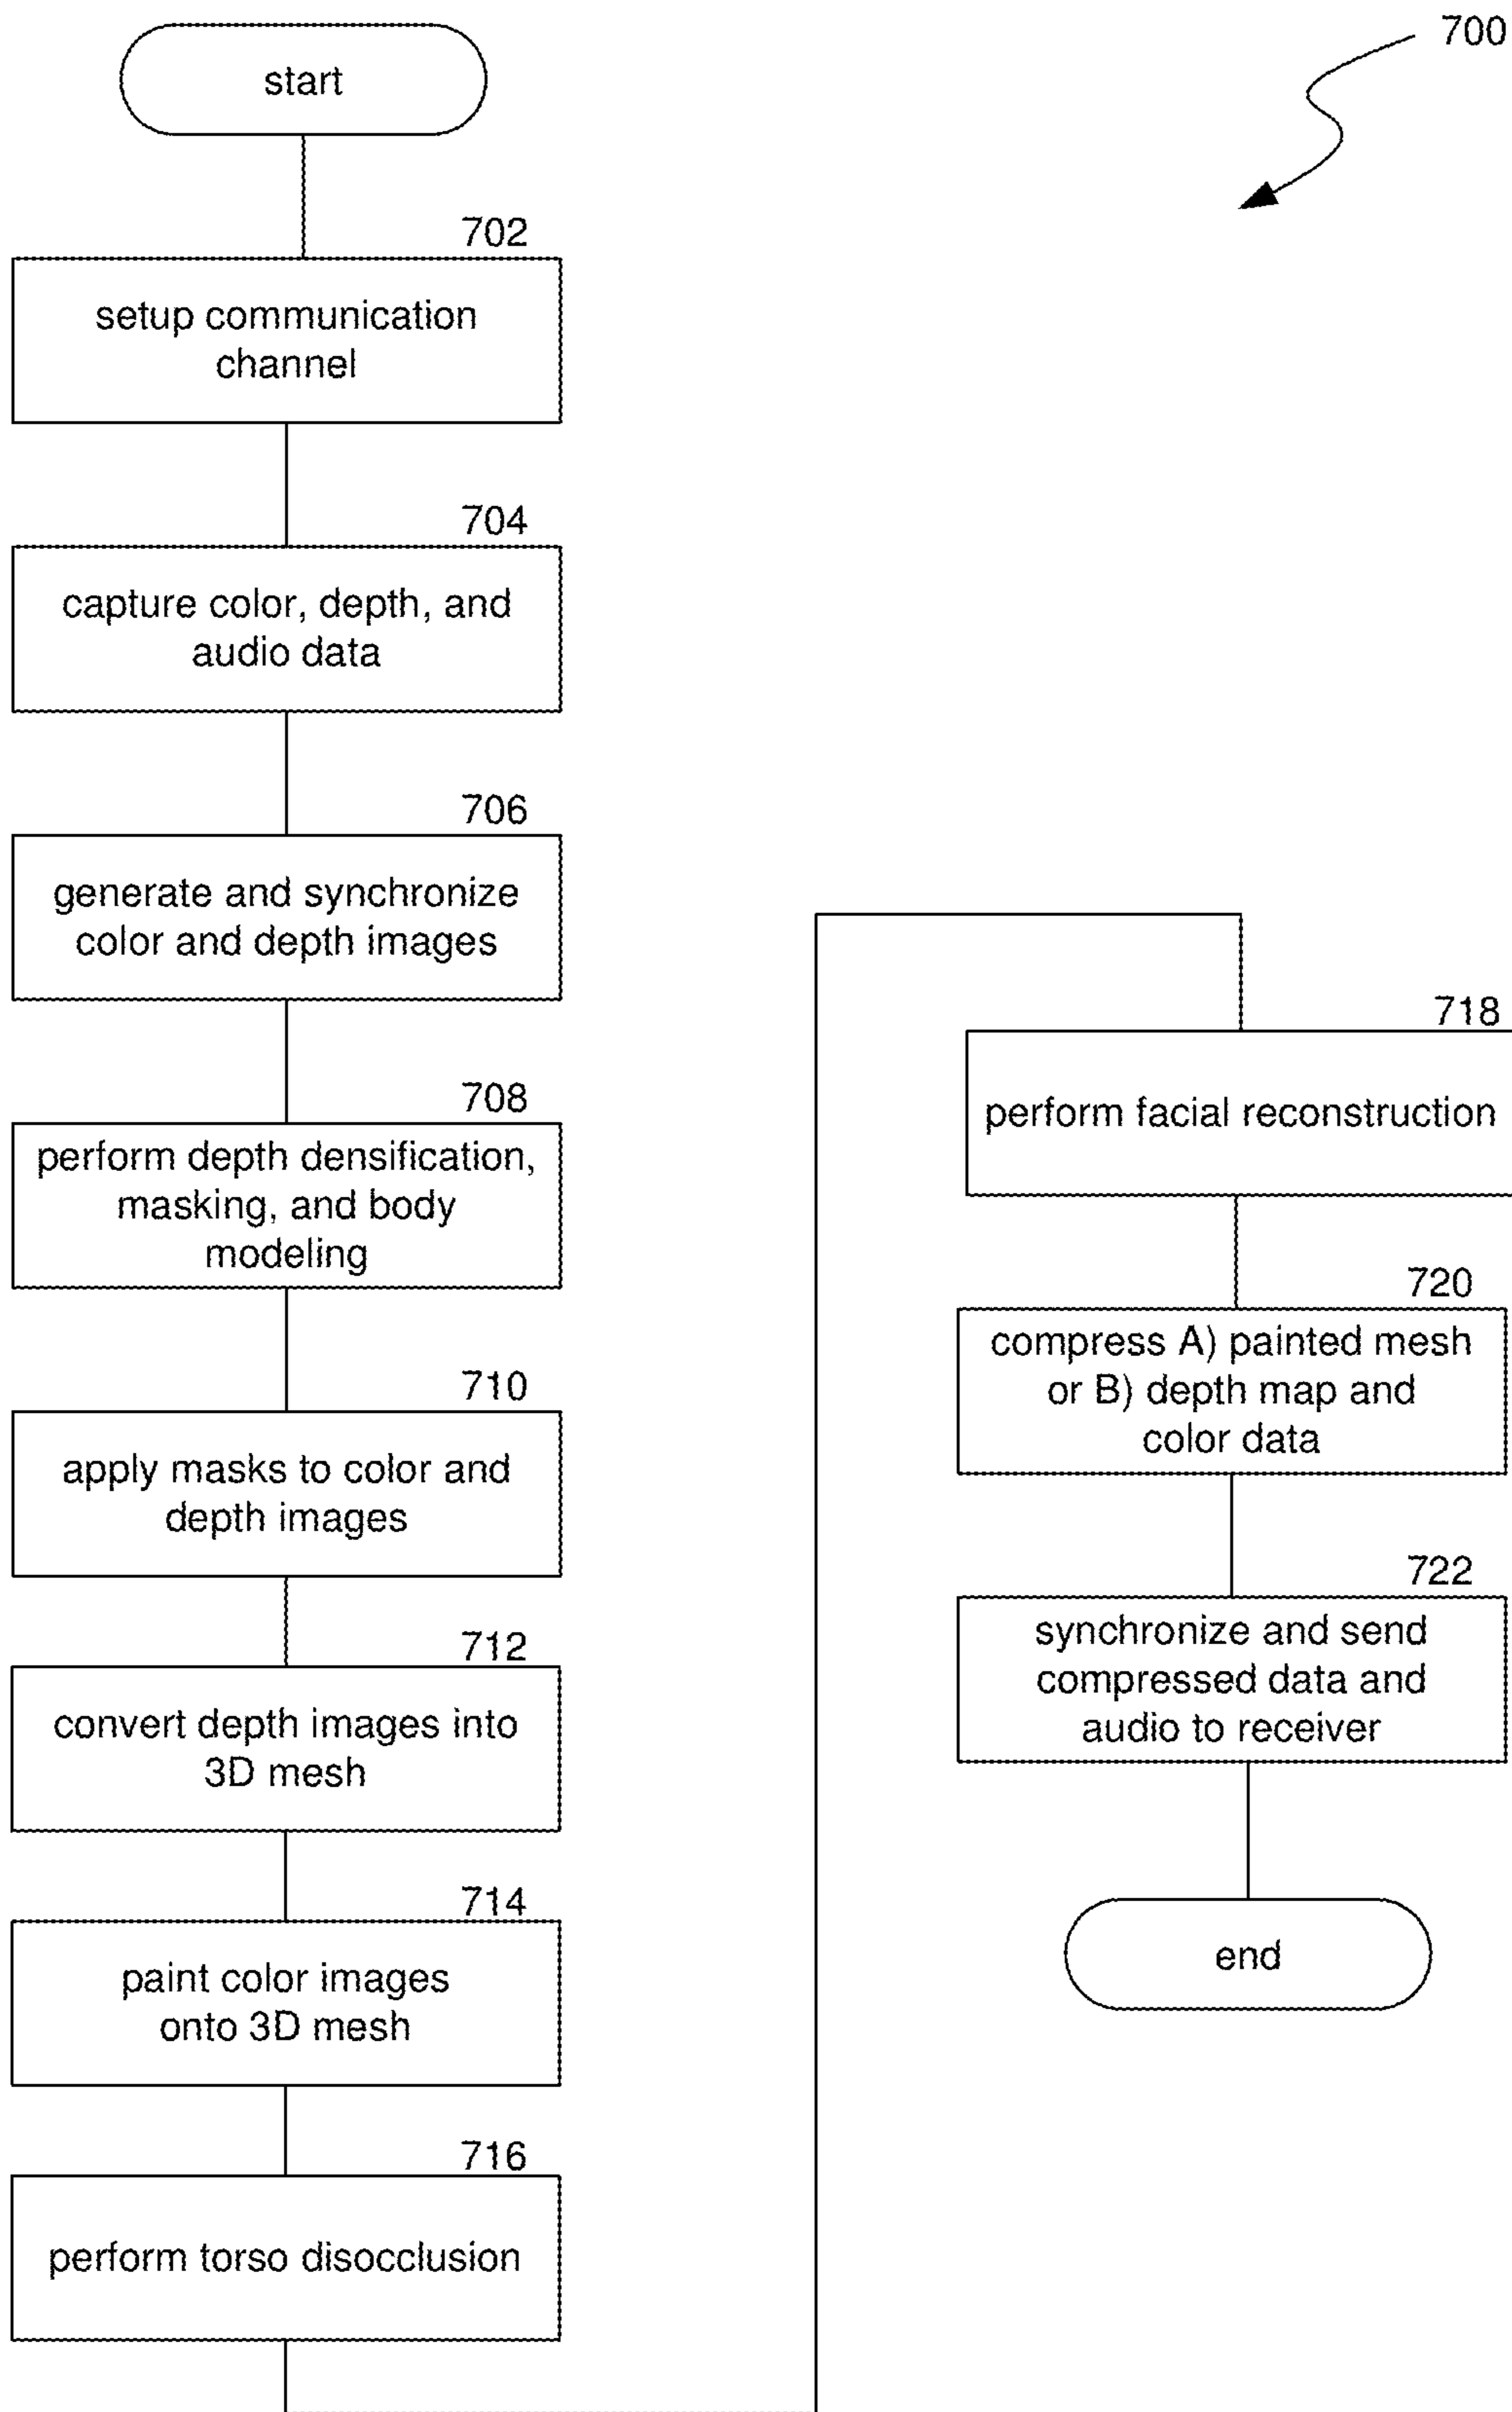 700
start
702
setup communication
channel
704
capture color, depth, and
audio data
706
generate and synchronize
color and depth images
708
perform depth densification,
masking, and body
modeling
710
apply masks to color and
depth images
712
convert depth images into
3D mesh
714
paint color images
onto 3D mesh
716
perform torso disocclusion
718
perform facial reconstruction
720
compress A) painted mesh
or B) depth map and
color data
722
synchronize and send
compressed data and
audio to receiver
end